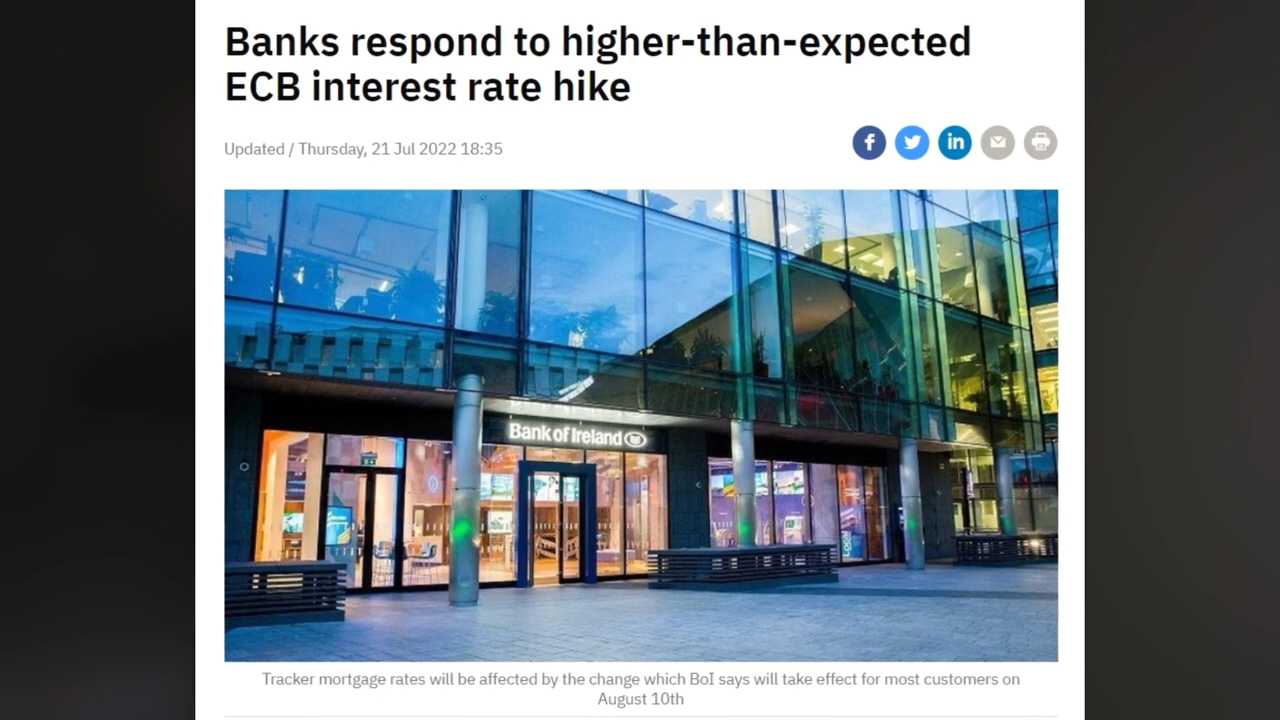 Banks respond to higher-than-expected
ECB interest rate hike
Updated / Thursday, 21 Jul 2022 18:35
Bank of Ireland
Tracker mortgage rates will be affected by the change which BoI says will take effect for most customers on
August 10th